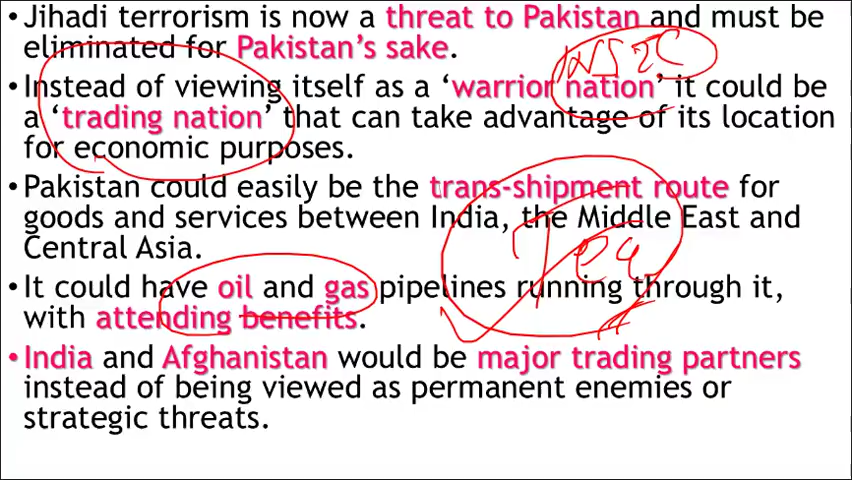 • Jihadi terrorism is now a threat to Pakistan and must be
eliminated for Pakistan's sake.
• Instead of viewing itself as a 'warrior nation' it could be
a 'trading nation' that can take advantage of its location
for economic purposes.
• Pakistan could easily be the trans-shipment route for
goods and services between India, the Middle East and
Central Asia.
• It could have oil and gas pipelines running through it,
with attending benefits.
• India and Afghanistan would be major trading partners
instead of being viewed as permanent enemies or
strategic threats.